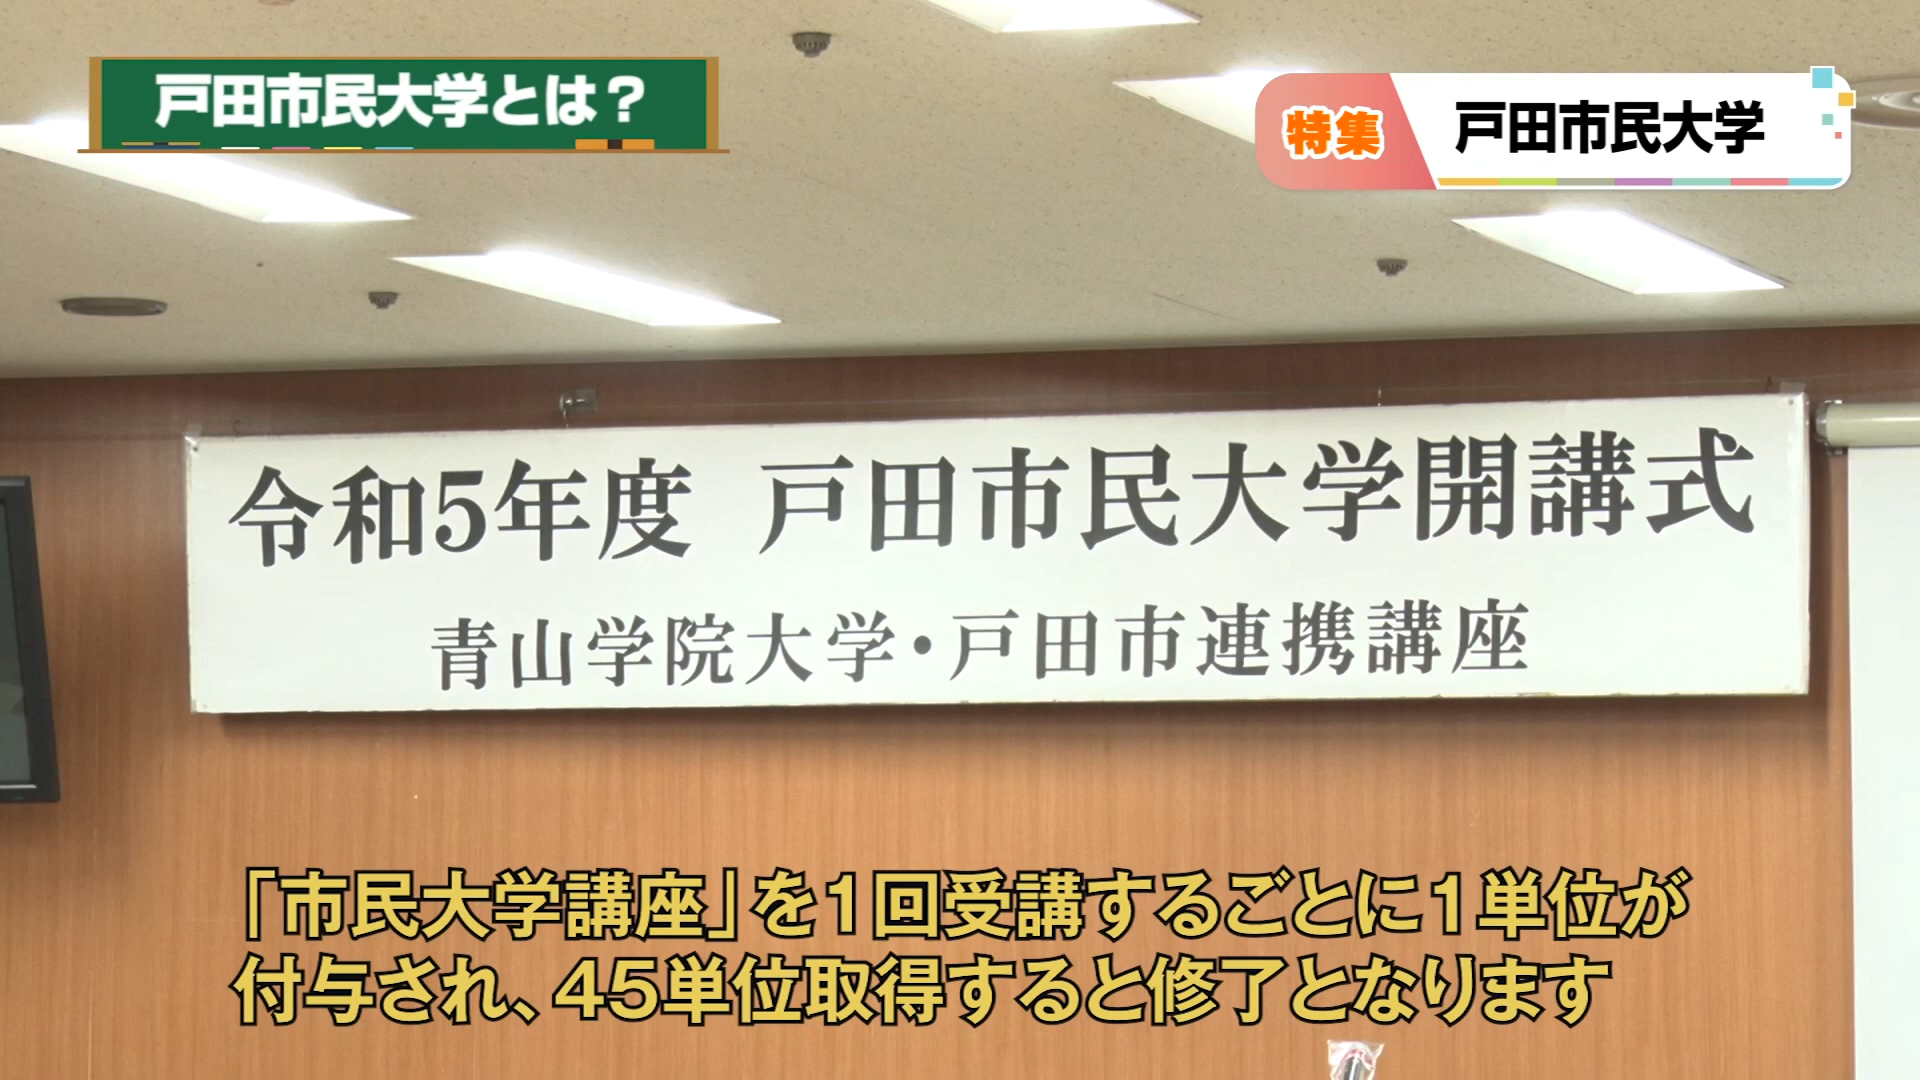 戸田市民大学とは？
特集 戸田市民大学
令和5年度 戸田市民大学開講式
青山学院大学・戸田市連携講座
「市民大学講座」を1回受講するごとに1単位が
付与され、45単位取得すると修了となります